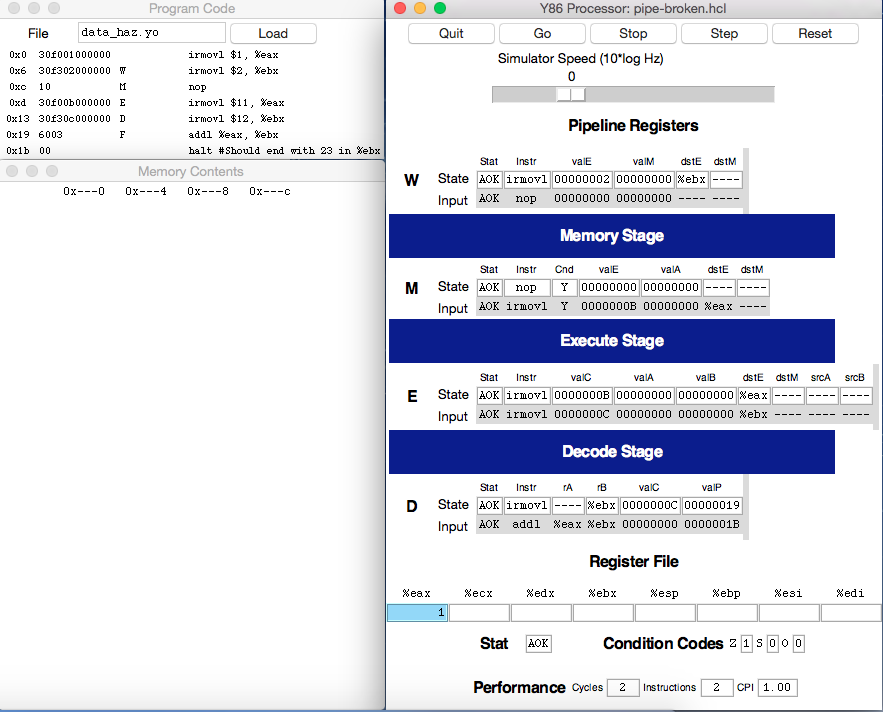 Program Code
File data_haz.yo Load
0x0 30f001000000 irmovl $1, %eax
0x6 30f302000000 W irmovl $2, %ebx
0xc 10 M nop
0xd 30f00b000000 E irmovl $11, %eax
0x13 30f30c000000 D irmovl $12, %ebx
0x19 6003 F addl %eax, %ebx
0x1b 00 halt #Should end with 23 in %ebx
Memory Contents
0x---0 0x---4 0x---8 0x---c
Y86 Processor: pipe-broken.hcl
Quit Go Stop Step Reset
Simulator Speed (10*log Hz)
0
Pipeline Registers
Stat Instr valE valM dstE dstM
W State AOK irmovl 00000002 00000000 %ebx ----
Input AOK nop 00000000 00000000 ---- ----
Memory Stage
Stat Instr Cnd valE valA dstE dstM
M State AOK nop Y 00000000 00000000 ---- ----
Input AOK irmovl Y 0000000B 00000000 %eax ----
Execute Stage
Stat Instr valC valA valB dstE dstM srcA srcB
E State AOK irmovl 0000000B 00000000 00000000 %eax ---- ---- ----
Input AOK irmovl 0000000C 00000000 00000000 %ebx ---- ---- ----
Decode Stage
Stat Instr rA rB valC valP
D State AOK irmovl ---- %ebx 0000000C 00000019
Input AOK addl %eax %ebx 00000000 0000001B
Register File
%eax %ecx %edx %ebx %esp %ebp %esi %edi
1
Stat AOK Condition Codes Z 1 S 0 O 0
Performance Cycles 2 Instructions 2 CPI 1.00